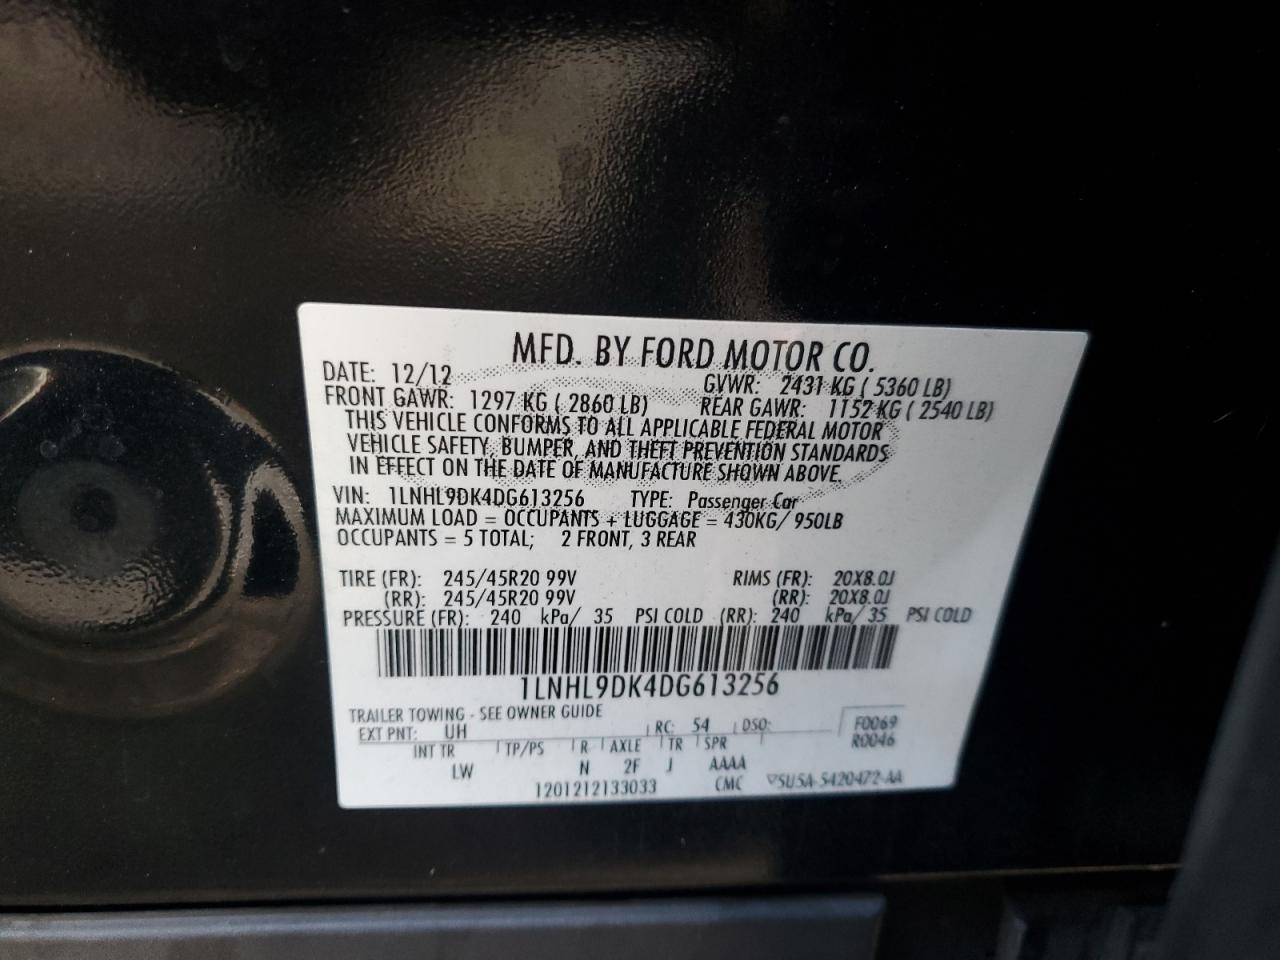 MFD. BY FORD MOTOR CO.
DATE: 12/12 GVWR: 2431 KG ( 5360 LB)
FRONT GAWR: 1297 KG ( 2860 LB) REAR GAWR: 1152 KG ( 2540 LB)
THIS VEHICLE CONFORMS TO ALL APPLICABLE FEDERAL MOTOR
VEHICLE SAFETY, BUMPER, AND THEFT PREVENTION STANDARDS
IN EFFECT ON THE DATE OF MANUFACTURE SHOWN ABOVE.
VIN: 1LNHL9DK4DG613256 TYPE: Passenger Car
MAXIMUM LOAD = OCCUPANTS + LUGGAGE = 430KG/ 950LB
OCCUPANTS = 5 TOTAL; 2 FRONT, 3 REAR
TIRE (FR): 245/45R20 99V RIMS (FR): 20X8.0J
(RR): 245/45R20 99V (RR): 20X8.0J
PRESSURE (FR): 240 kPa/ 35 PSI COLD (RR): 240 kPa/ 35 PSI COLD
1LNHL9DK4DG613256
TRAILER TOWING - SEE OWNER GUIDE
EXT PNT: UH RC: 54 DSO: F0069
R0046
INT TR TP/PS R AXLE TR SPR
LW N 2F J AAAA
1201212133033 CMC ▽5U5A-5420472-AA